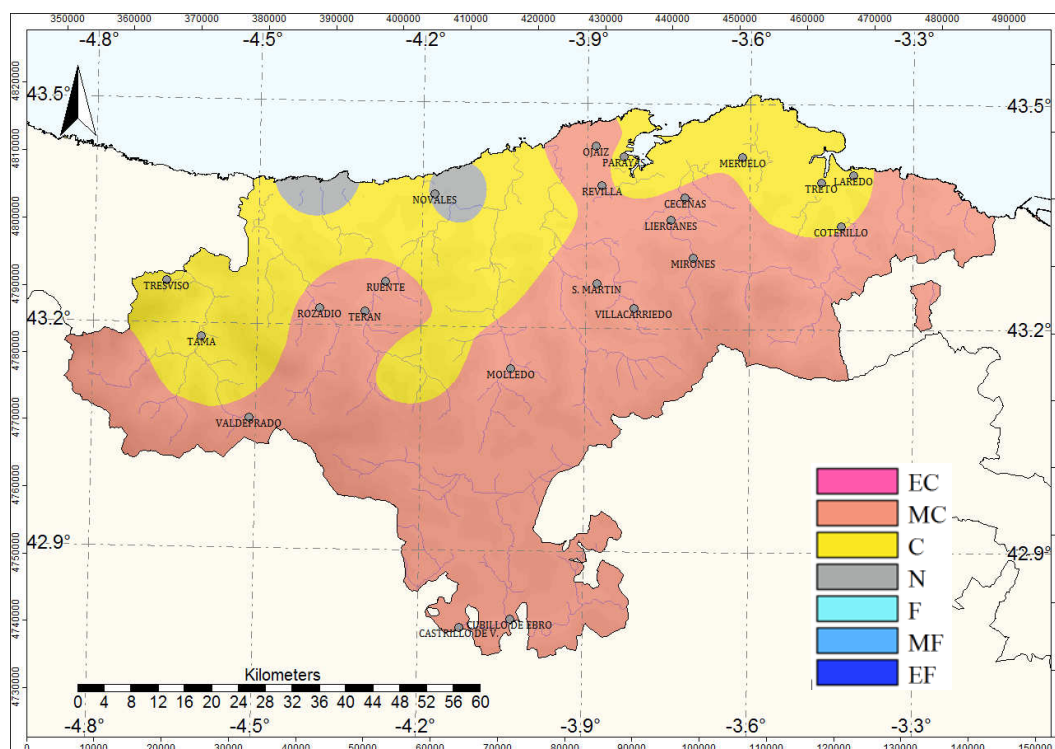 350000 360000 370000 380000 390000 400000 410000 420000 430000 440000 450000 460000 470000 480000 490000
-4.8° -4.5° -4.2° -3.9° -3.6° -3.3°
43.5° 43.5°
4820000
4810000
4800000
4790000
4780000
4770000
4760000
4750000
4740000
4730000
OJAIZ
PARAYAS
MERUELO
LAREDO
TRETO
REVILLA
NOVALES
CECEÑAS
LIERGANES
COTERILLO
MIRONES
TRESVISO
RUENTE
S. MARTIN
ROZADIO
TERAN
VILLACARRIEDO
43.2° 43.2°
TAMA
MOLLEDO
VALDEPRADO
EC
MC
C
N
F
MF
EF
42.9° 42.9°
CUBILLO DE EBRO
CASTRILLO DE V.
Kilometers
0 4 8 12 16 20 24 28 32 36 40 44 48 52 56 60
-4.8° -4.5° -4.2° -3.9° -3.6° -3.3°
0 10000 20000 30000 40000 50000 60000 70000 80000 90000 100000 110000 120000 130000 140000 150000